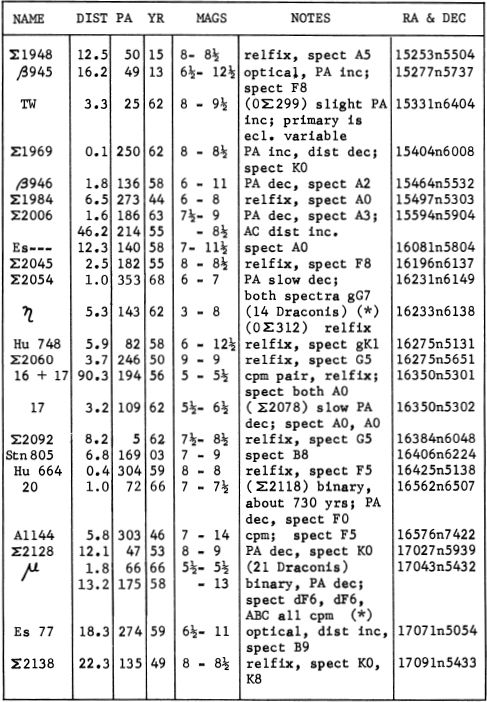 NAME DIST PA YR MAGS NOTES RA & DEC
Σ1948 12.5 50 15 8- 8½ relfix, spect A5 15253n5504
β945 16.2 49 13 6½- 12½ optical, PA inc; 15277n5737
spect F8
TW 3.3 25 62 8 - 9½ (0Σ299) slight PA 15331n6404
inc; primary is
ecl. variable
Σ1969 0.1 250 62 8 - 8½ PA inc, dist dec; 15404n6008
spect K0
β946 1.8 136 58 6 - 11 PA dec, spect A2 15464n5532
Σ1984 6.5 273 44 6 - 8 relfix, spect A0 15497n5303
Σ2006 1.6 186 63 7½- 9 PA dec, spect A3; 15594n5904
46.2 214 55 - 8½ AC dist inc.
Es--- 12.3 140 58 7- 11½ spect A0 16081n5804
Σ2045 2.5 182 55 8 - 8½ relfix, spect F8 16196n6137
Σ2054 1.0 353 68 6 - 7 PA slow dec; 16231n6149
both spectra gG7
η 5.3 143 62 3 - 8 (14 Draconis) (*) 16233n6138
(0Σ312) relfix
Hu 748 5.9 82 58 6 - 12½ relfix, spect gK1 16275n5131
Σ2060 3.7 246 50 9 - 9 relfix, spect G5 16275n5651
16 + 17 90.3 194 56 5 - 5½ cpm pair, relfix; 16350n5301
spect both A0
17 3.2 109 62 5½- 6½ (Σ2078) slow PA 16350n5302
dec; spect A0, A0
Σ2092 8.2 5 62 7½- 8½ relfix, spect G5 16384n6048
Stn805 6.8 169 03 7 - 9 spect B8 16406n6224
Hu 664 0.4 304 59 8 - 8 relfix, spect F5 16425n5138
20 1.0 72 66 7 - 7½ (Σ2118) binary, 16562n6507
about 730 yrs; PA
dec, spect F0
A1144 5.8 303 46 7 - 14 cpm; spect F5 16576n7422
Σ2128 12.1 47 53 8 - 9 PA dec, spect K0 17027n5939
μ 1.8 66 66 5½- 5½ (21 Draconis) 17043n5432
13.2 175 58 - 13 binary, PA dec;
spect dF6, dF6,
ABC all cpm (*)
Es 77 18.3 274 59 6½- 11 optical, dist inc, 17071n5054
spect B9
Σ2138 22.3 135 49 8 - 8½ relfix, spect K0, 17091n5433
K8